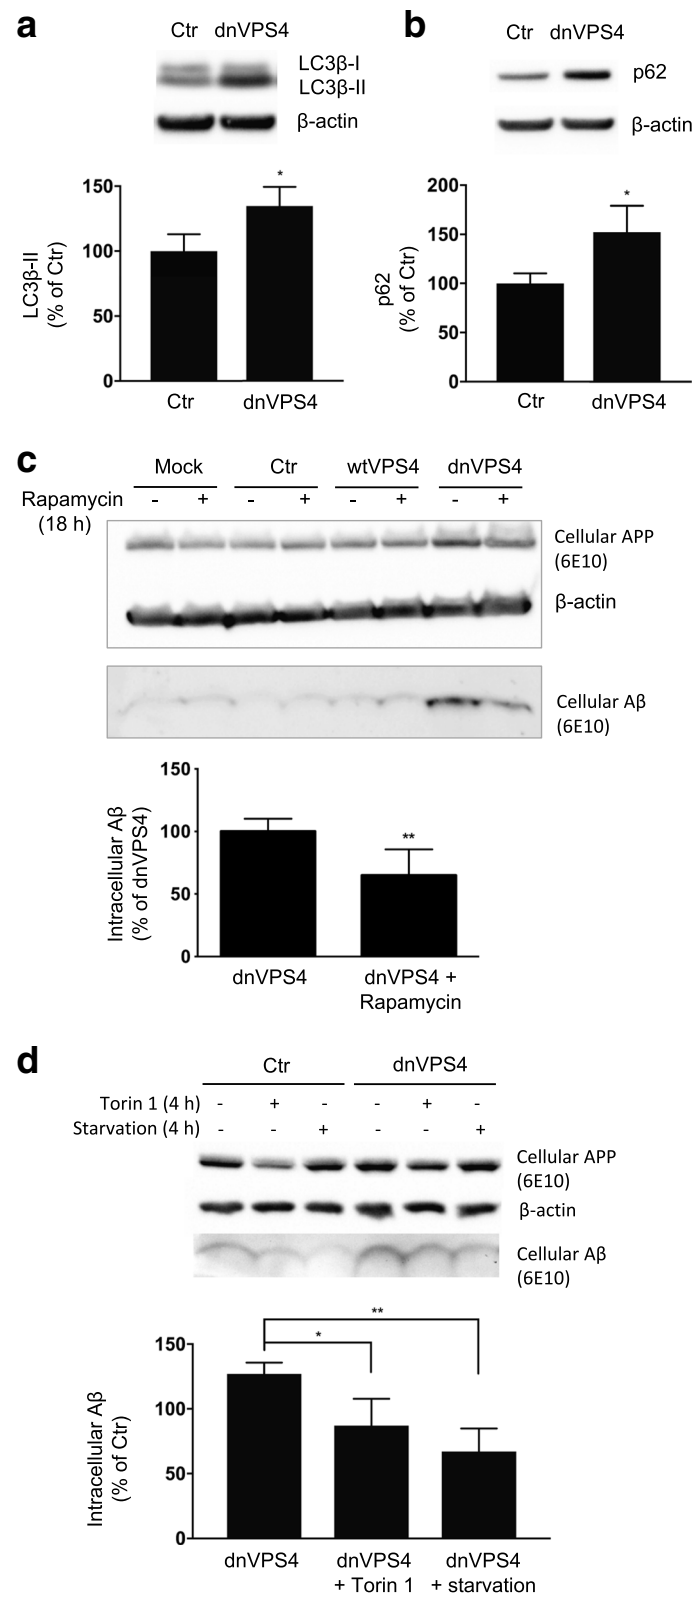 a
Ctr dnVPS4
LC3β-I
LC3β-II
β-actin
150
100
50
0
LC3β-II
(% of Ctr)
*
Ctr dnVPS4
b
Ctr dnVPS4
p62
β-actin
200
150
100
50
0
p62
(% of Ctr)
*
Ctr dnVPS4
c
Mock Ctr wtVPS4 dnVPS4
Rapamycin - + - + - + - +
(18 h)
Cellular APP
(6E10)
β-actin
Cellular Aβ
(6E10)
150
100
50
0
Intracellular Aβ
(% of dnVPS4)
**
dnVPS4 dnVPS4 +
Rapamycin
d
Ctr dnVPS4
Torin 1 (4 h) - + - - + -
Starvation (4 h) - - + - - +
Cellular APP
(6E10)
β-actin
Cellular Aβ
(6E10)
**
*
150
100
50
0
Intracellular Aβ
(% of Ctr)
dnVPS4 dnVPS4 dnVPS4
+ Torin 1 + starvation